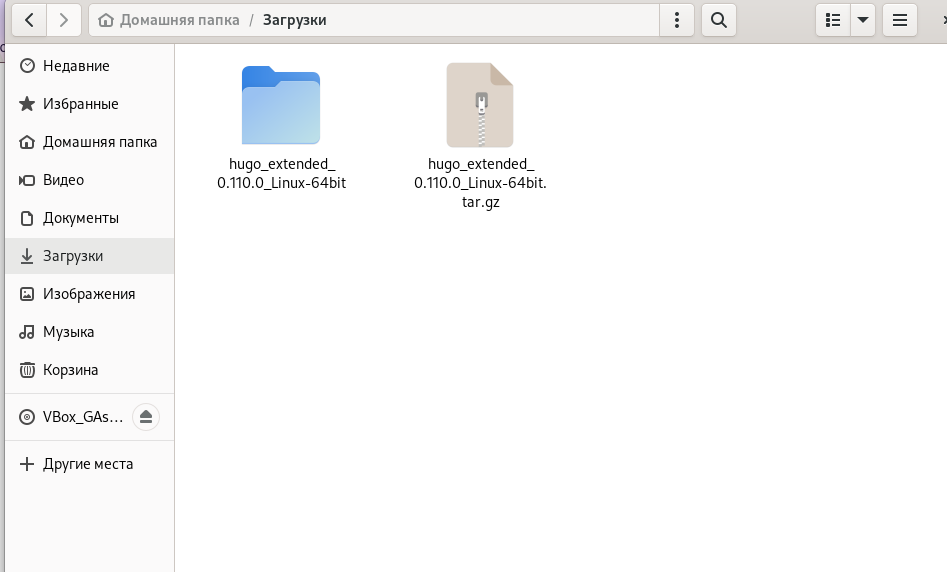 Домашняя папка / Загрузки
Недавние
Избранные
Домашняя папка
Видео
Документы
Загрузки
Изображения
Музыка
Корзина
VBox_GAs…
Другие места
hugo_extended_
0.110.0_Linux-64bit
hugo_extended_
0.110.0_Linux-64bit.
tar.gz